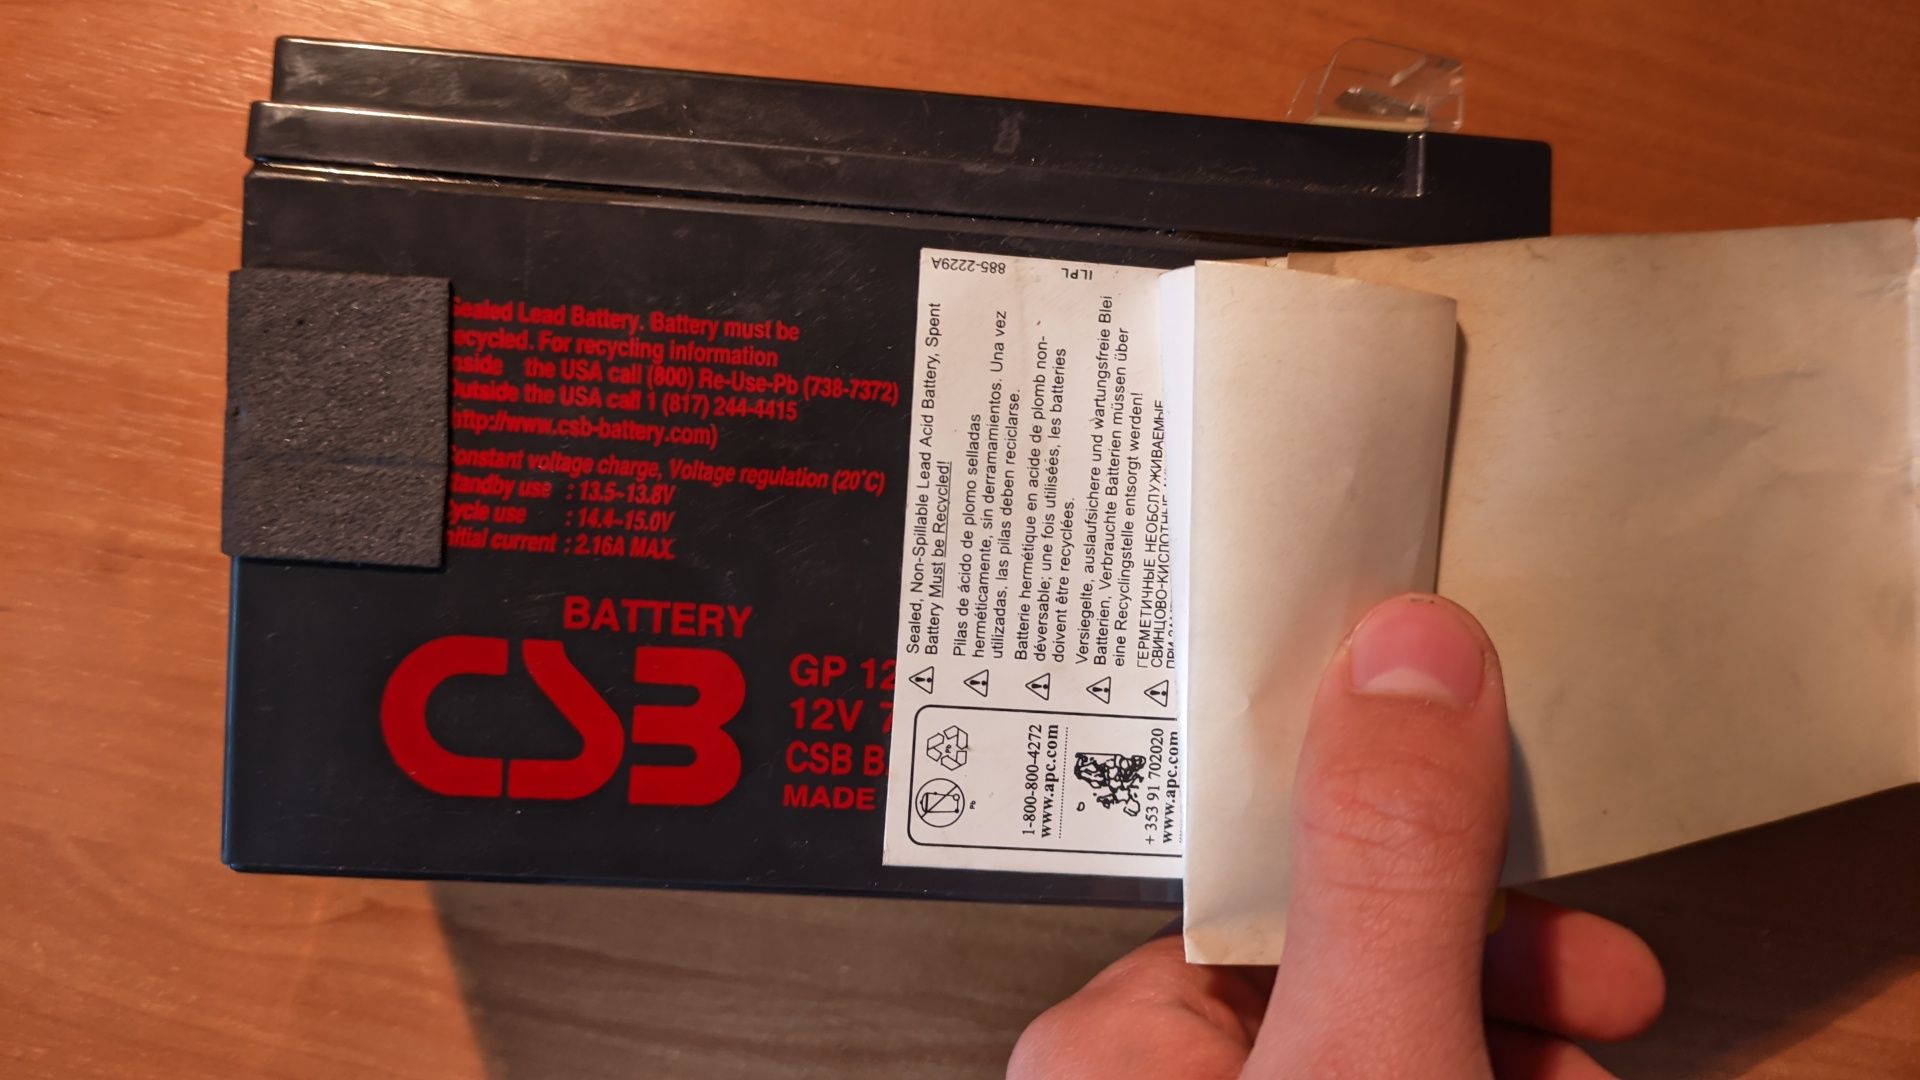 Sealed Lead Battery. Battery must be
ecycled. For recycling information
nside the USA call (800) Re-Use-Pb (738-7372)
utside the USA call 1 (817) 244-4415
http://www.csb-battery.com)
onstant voltage charge, Voltage regulation (20°C)
tandby use : 13.5~13.8V
ycle use : 14.4~15.0V
nitial current : 2.16A MAX.
BATTERY
CSB
GP 12
12V 7
CSB B
MADE
885-2229A
ILPL
Sealed, Non-Spillable Lead Acid Battery, Spent
Battery Must be Recycled!
Pilas de ácido de plomo selladas
herméticamente, sin derramamientos. Una vez
utilizadas, las pilas deben reciclarse.
Batterie hermétique en acide de plomb non-
déversable; une fois utilisées, les batteries
doivent être recyclées.
Versiegelte, auslaufsichere und wartungsfreie Blei
Batterien, Verbrauchte Batterien müssen über
eine Recyclingstelle entsorgt werden!
ГЕРМЕТИЧНЫЕ НЕОБСЛУЖИВАЕМЫЕ
СВИНЦОВО-КИСЛОТНЫЕ
Pb
Pb
1-800-800-4272
www.apc.com
+ 353 91 702020
www.apc.com